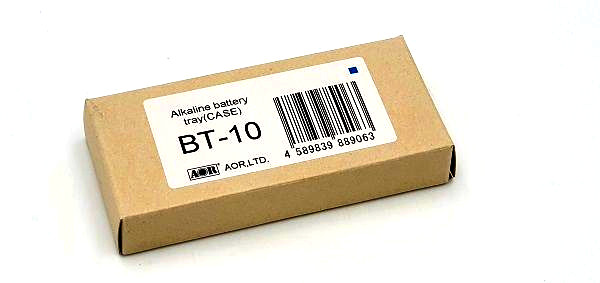 Alkaline battery
tray(CASE)
BT-10
AOR AOR,LTD.
4 589839 889063